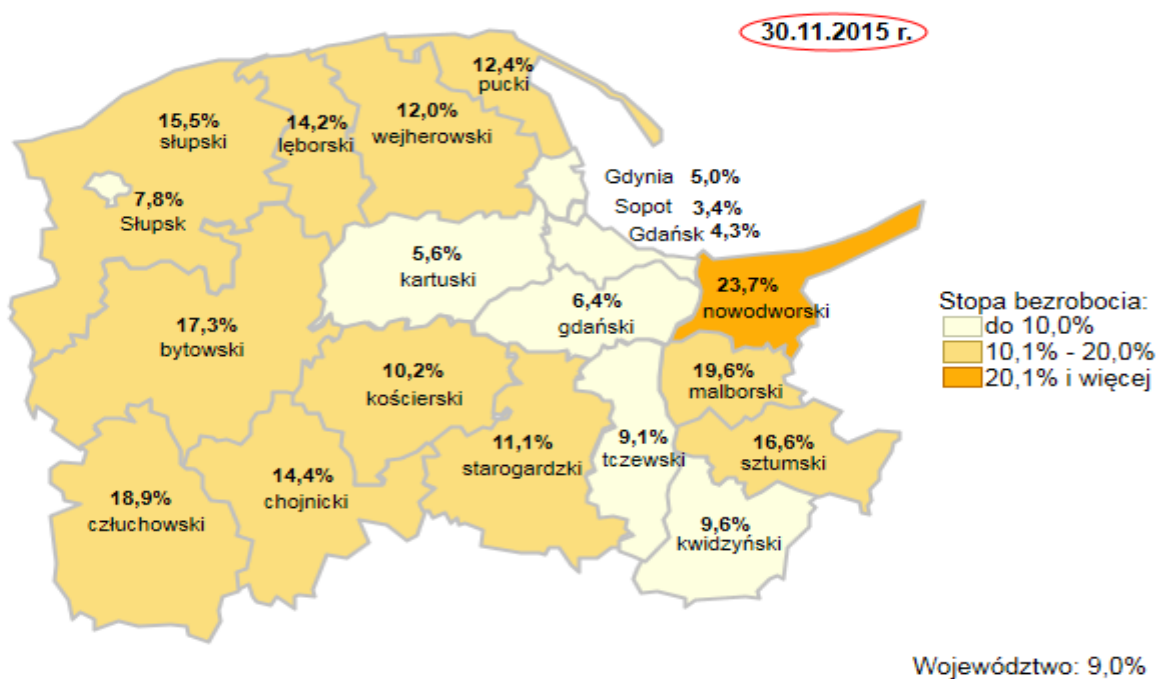 30.11.2015 r.
12,4%
pucki
15,5%
słupski
14,2%
lęborski
12,0%
wejherowski
7,8%
Słupsk
Gdynia 5,0%
Sopot 3,4%
Gdańsk 4,3%
5,6%
kartuski
6,4%
gdański
23,7%
nowodworski
17,3%
bytowski
10,2%
kościerski
19,6%
malborski
11,1%
starogardzki
9,1%
tczewski
16,6%
sztumski
18,9%
człuchowski
14,4%
chojnicki
9,6%
kwidzyński
Stopa bezrobocia:
do 10,0%
10,1% - 20,0%
20,1% i więcej
Województwo: 9,0%